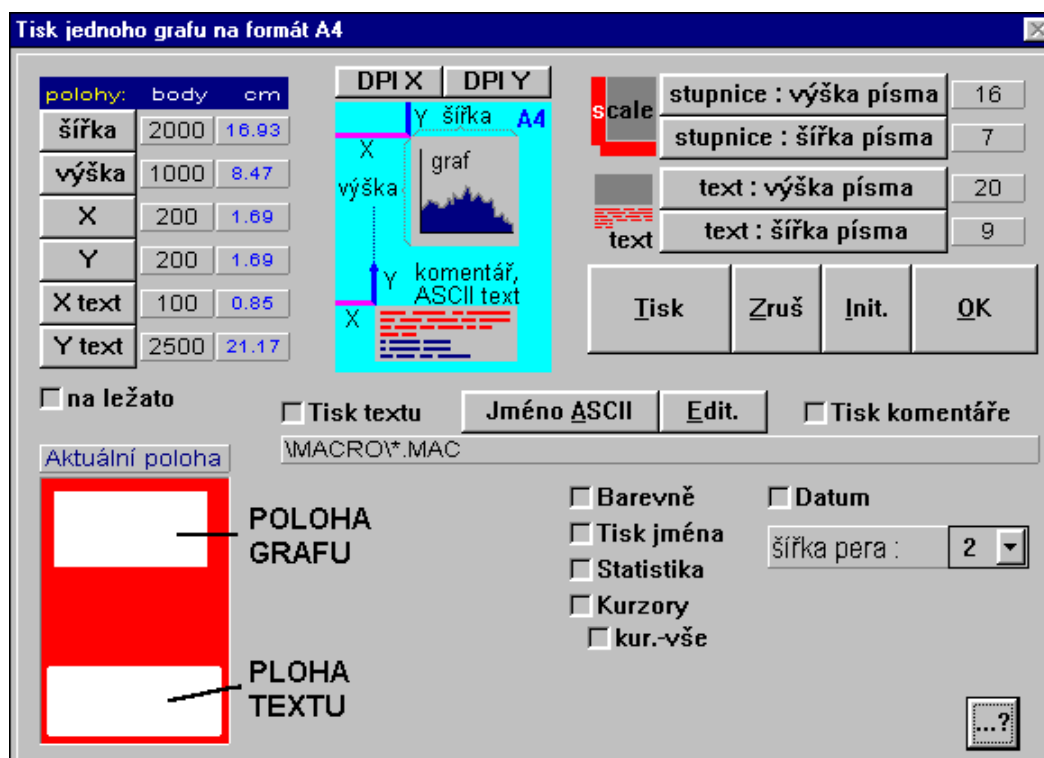 Tisk jednoho grafu na formát A4
polohy: body cm
šířka 2000 16.93
výška 1000 8.47
X 200 1.69
Y 200 1.69
X text 100 0.85
Y text 2500 21.17
na ležato
DPI X DPI Y
Y šířka A4
X
graf
výška
Y komentář,
ASCII text
X
scale
stupnice : výška písma 16
stupnice : šířka písma 7
text : výška písma 20
text
text : šířka písma 9
Tisk Zruš Init. OK
Tisk textu Jméno ASCII Edit. Tisk komentáře
\MACRO\*.MAC
Aktuální poloha
POLOHA
GRAFU
PLOHA
TEXTU
Barevně Datum
Tisk jména
šířka pera : 2
Statistika
Kurzory
kur.-vše
...?